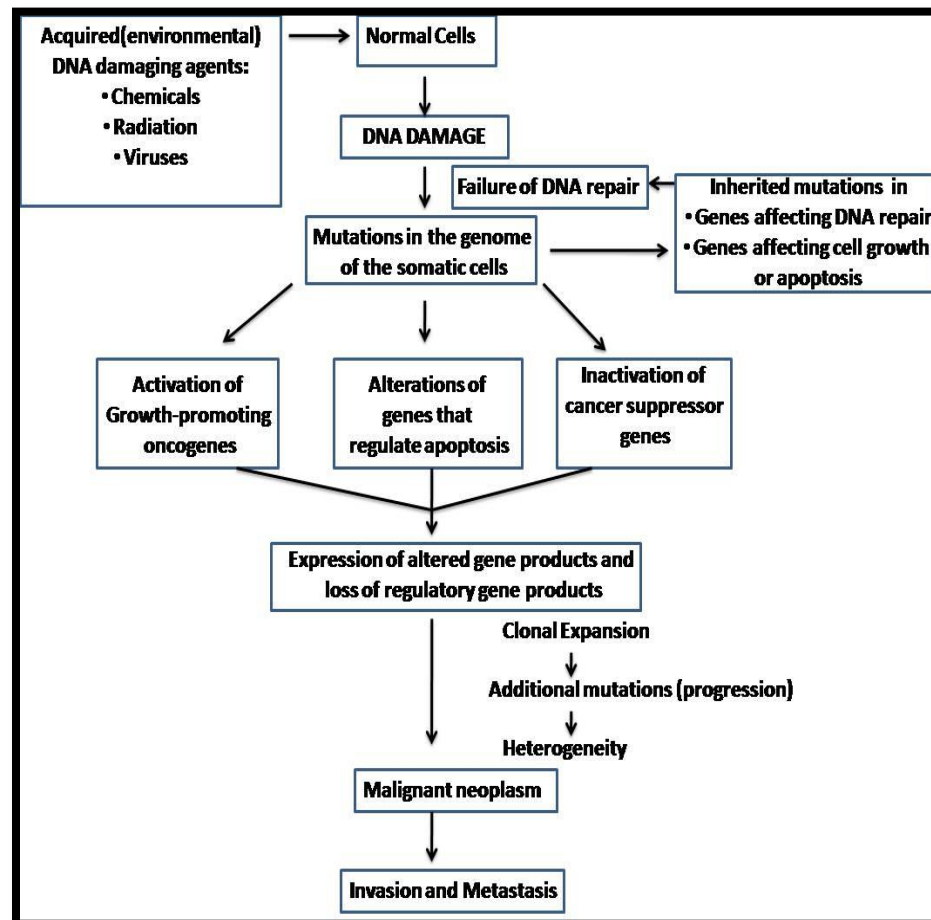 Acquired(environmental)
DNA damaging agents:
•Chemicals
•Radiation
•Viruses
Normal Cells
DNA DAMAGE
Failure of DNA repair
Inherited mutations in
•Genes affecting DNA repair
•Genes affecting cell growth
or apoptosis
Mutations in the genome
of the somatic cells
Activation of
Growth-promoting
oncogenes
Alterations of
genes that
regulate apoptosis
Inactivation of
cancer suppressor
genes
Expression of altered gene products and
loss of regulatory gene products
Clonal Expansion
Additional mutations (progression)
Heterogeneity
Malignant neoplasm
Invasion and Metastasis